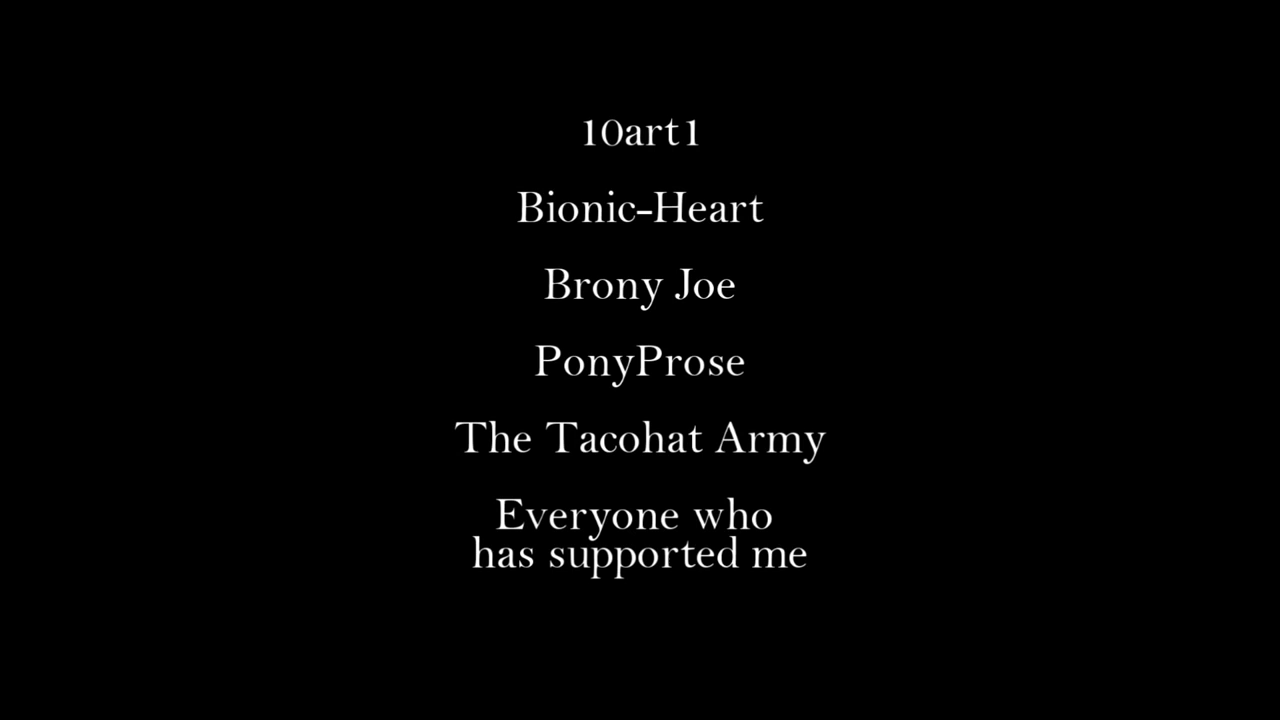 10art1
Bionic-Heart
Brony Joe
PonyProse
The Tacohat Army
Everyone who
has supported me